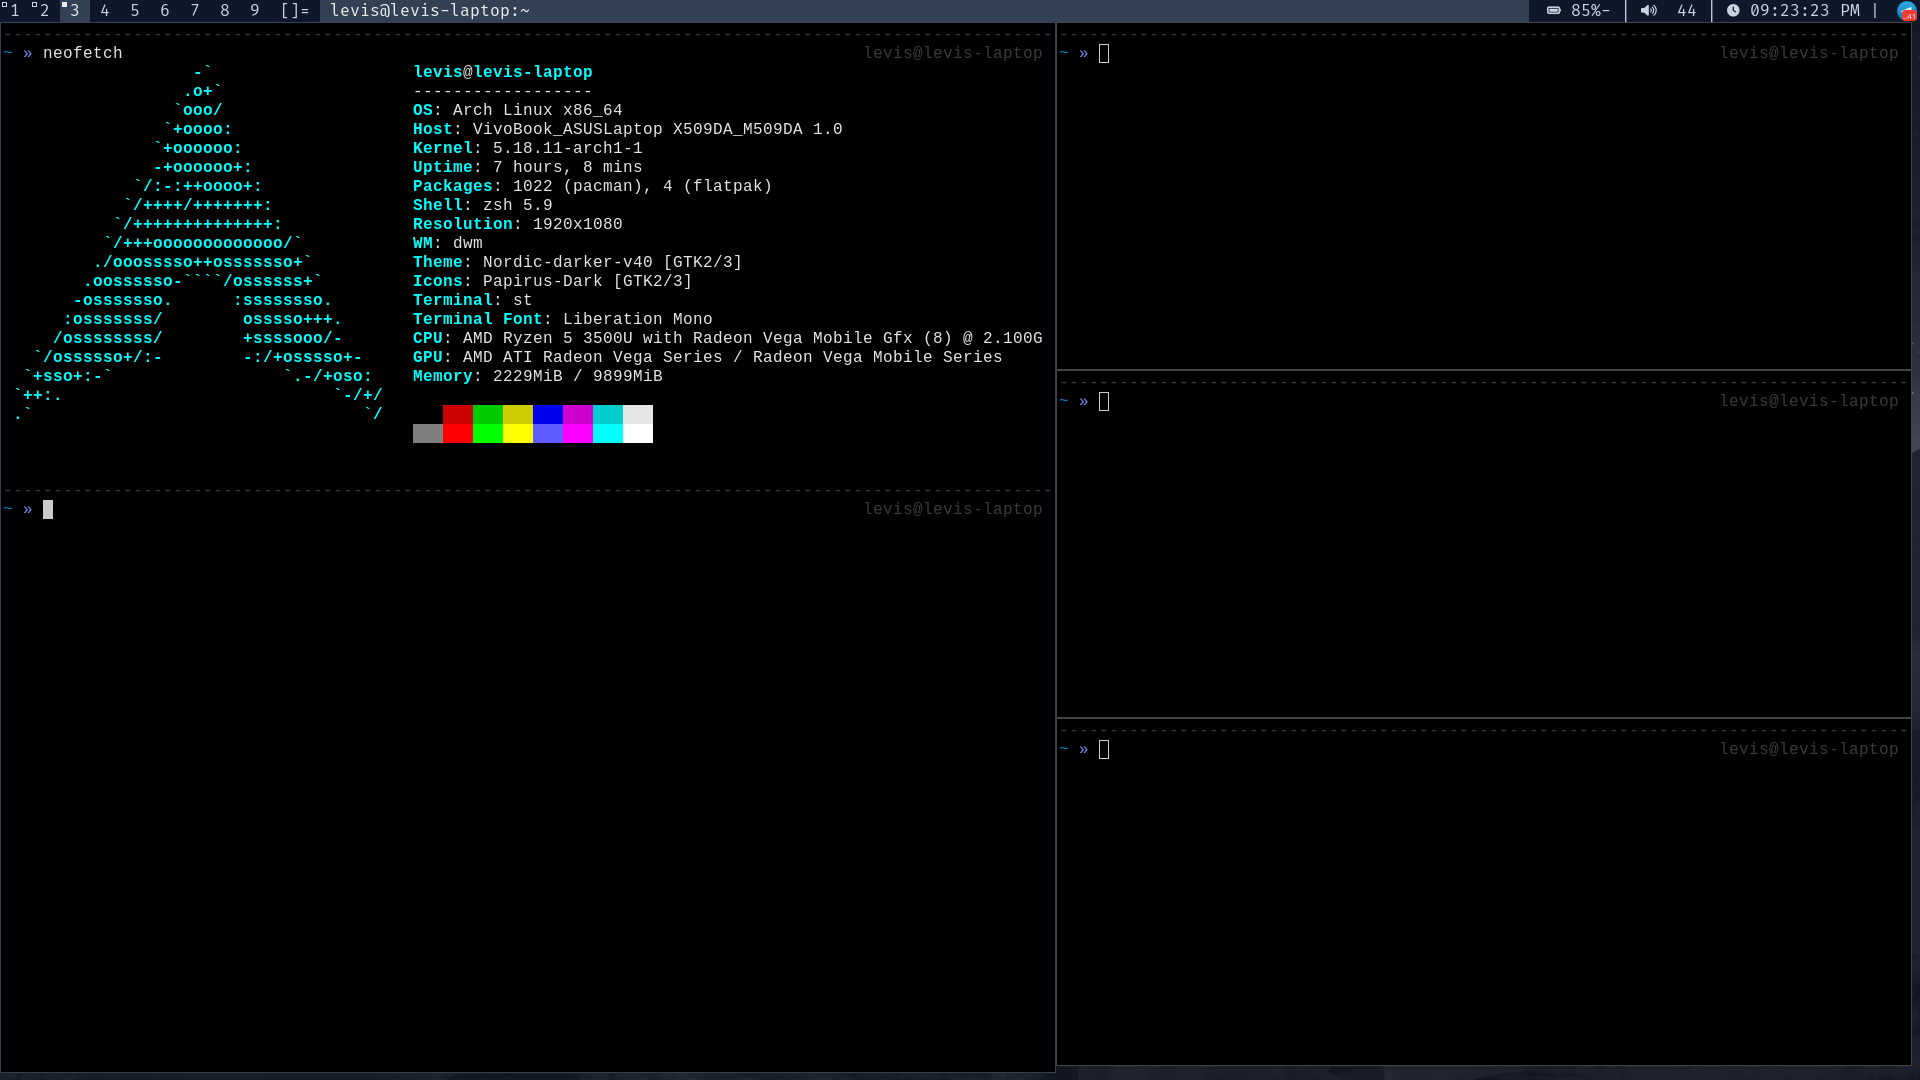 1 2 3 4 5 6 7 8 9 []= levis@levis-laptop:~ 85%- | 44 | 09:23:23 PM |
~ » neofetch levis@levis-laptop
-` levis@levis-laptop
.o+` ------------------
`ooo/ OS: Arch Linux x86_64
`+oooo: Host: VivoBook_ASUSLaptop X509DA_M509DA 1.0
`+oooooo: Kernel: 5.18.11-arch1-1
-+oooooo+: Uptime: 7 hours, 8 mins
`/:-:++oooo+: Packages: 1022 (pacman), 4 (flatpak)
`/++++/+++++++: Shell: zsh 5.9
`/++++++++++++++: Resolution: 1920x1080
`/+++ooooooooooooo/` WM: dwm
./ooosssso++osssssso+` Theme: Nordic-darker-v40 [GTK2/3]
.oossssso-````/ossssss+` Icons: Papirus-Dark [GTK2/3]
-osssssso. :ssssssso. Terminal: st
:osssssss/ osssso+++. Terminal Font: Liberation Mono
/ossssssss/ +ssssooo/- CPU: AMD Ryzen 5 3500U with Radeon Vega Mobile Gfx (8) @ 2.100G
`/ossssso+/:- -:/+osssso+- GPU: AMD ATI Radeon Vega Series / Radeon Vega Mobile Series
`+sso+:-` `.-/+oso: Memory: 2229MiB / 9899MiB
`++:. `-/+/
.` `/
~ » levis@levis-laptop
~ » levis@levis-laptop
~ » levis@levis-laptop
~ » levis@levis-laptop